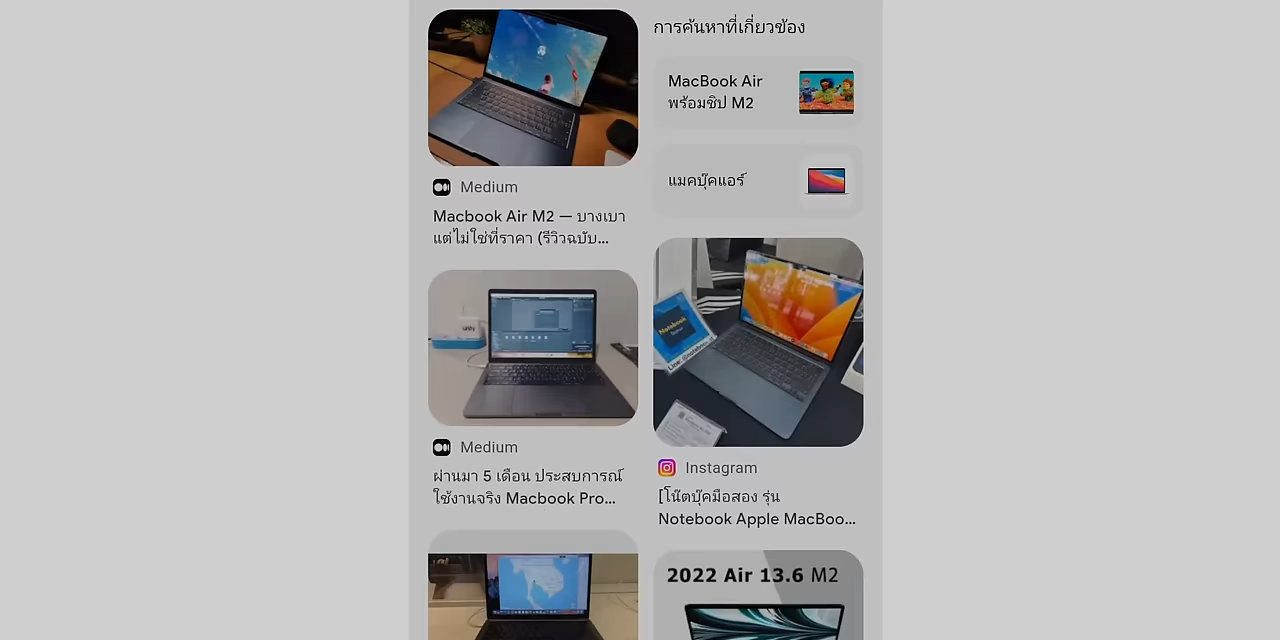 Medium
Macbook Air M2 — บางเบา
แต่ไม่ใช่ที่ราคา (รีวิวฉบับ...
Medium
ผ่านมา 5 เดือน ประสบการณ์
ใช้งานจริง Macbook Pro...
การค้นหาที่เกี่ยวข้อง
MacBook Air
พร้อมชิป M2
แมคบุ๊คแอร์
Notebook
Instagram
[โน๊ตบุ๊คมือสอง รุ่น
Notebook Apple MacBoo...
2022 Air 13.6 M2